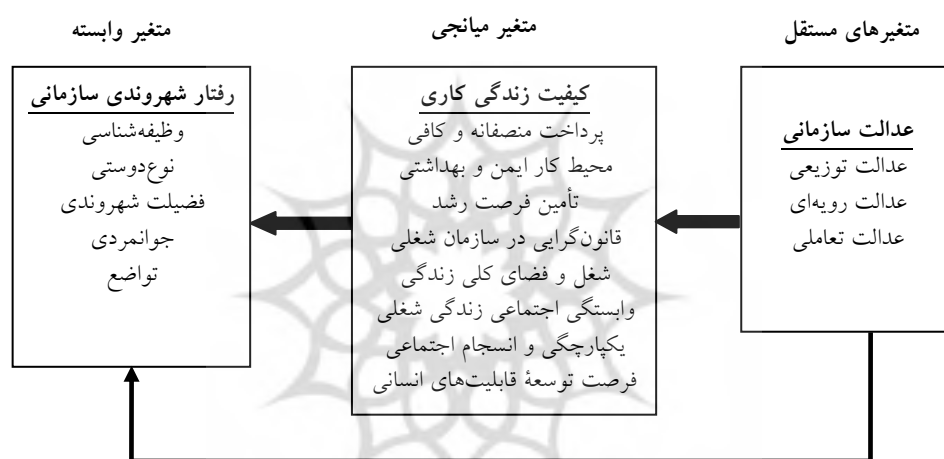 متغیرهای مستقل
عدالت سازمانی
عدالت توزیعی
عدالت رویه‌ای
عدالت تعاملی
متغیر میانجی
کیفیت زندگی کاری
پرداخت منصفانه و کافی
محیط کار ایمن و بهداشتی
تأمین فرصت رشد
قانون‌گرایی در سازمان شغلی
شغل و فضای کلی زندگی
وابستگی اجتماعی زندگی شغلی
یکپارچگی و انسجام اجتماعی
فرصت توسعۀ قابلیت‌های انسانی
متغیر وابسته
رفتار شهروندی سازمانی
وظیفه‌شناسی
نوع‌دوستی
فضیلت شهروندی
جوانمردی
تواضع